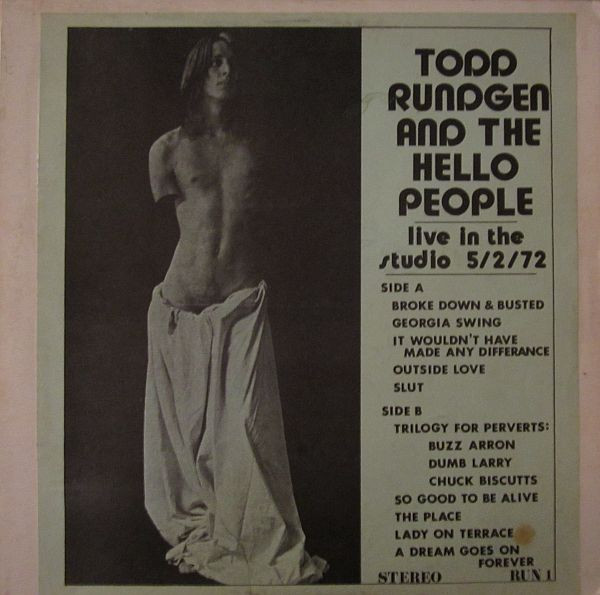 TODD
RUNDGEN
AND THE
HELLO
PEOPLE
live in the
studio 5/2/72
SIDE A
BROKE DOWN & BUSTED
GEORGIA SWING
IT WOULDN'T HAVE
MADE ANY DIFFERANCE
OUTSIDE LOVE
SLUT
SIDE B
TRILOGY FOR PERVERTS:
BUZZ ARRON
DUMB LARRY
CHUCK BISCUTTS
SO GOOD TO BE ALIVE
THE PLACE
LADY ON TERRACE
A DREAM GOES ON
FOREVER
STEREO RUN 1